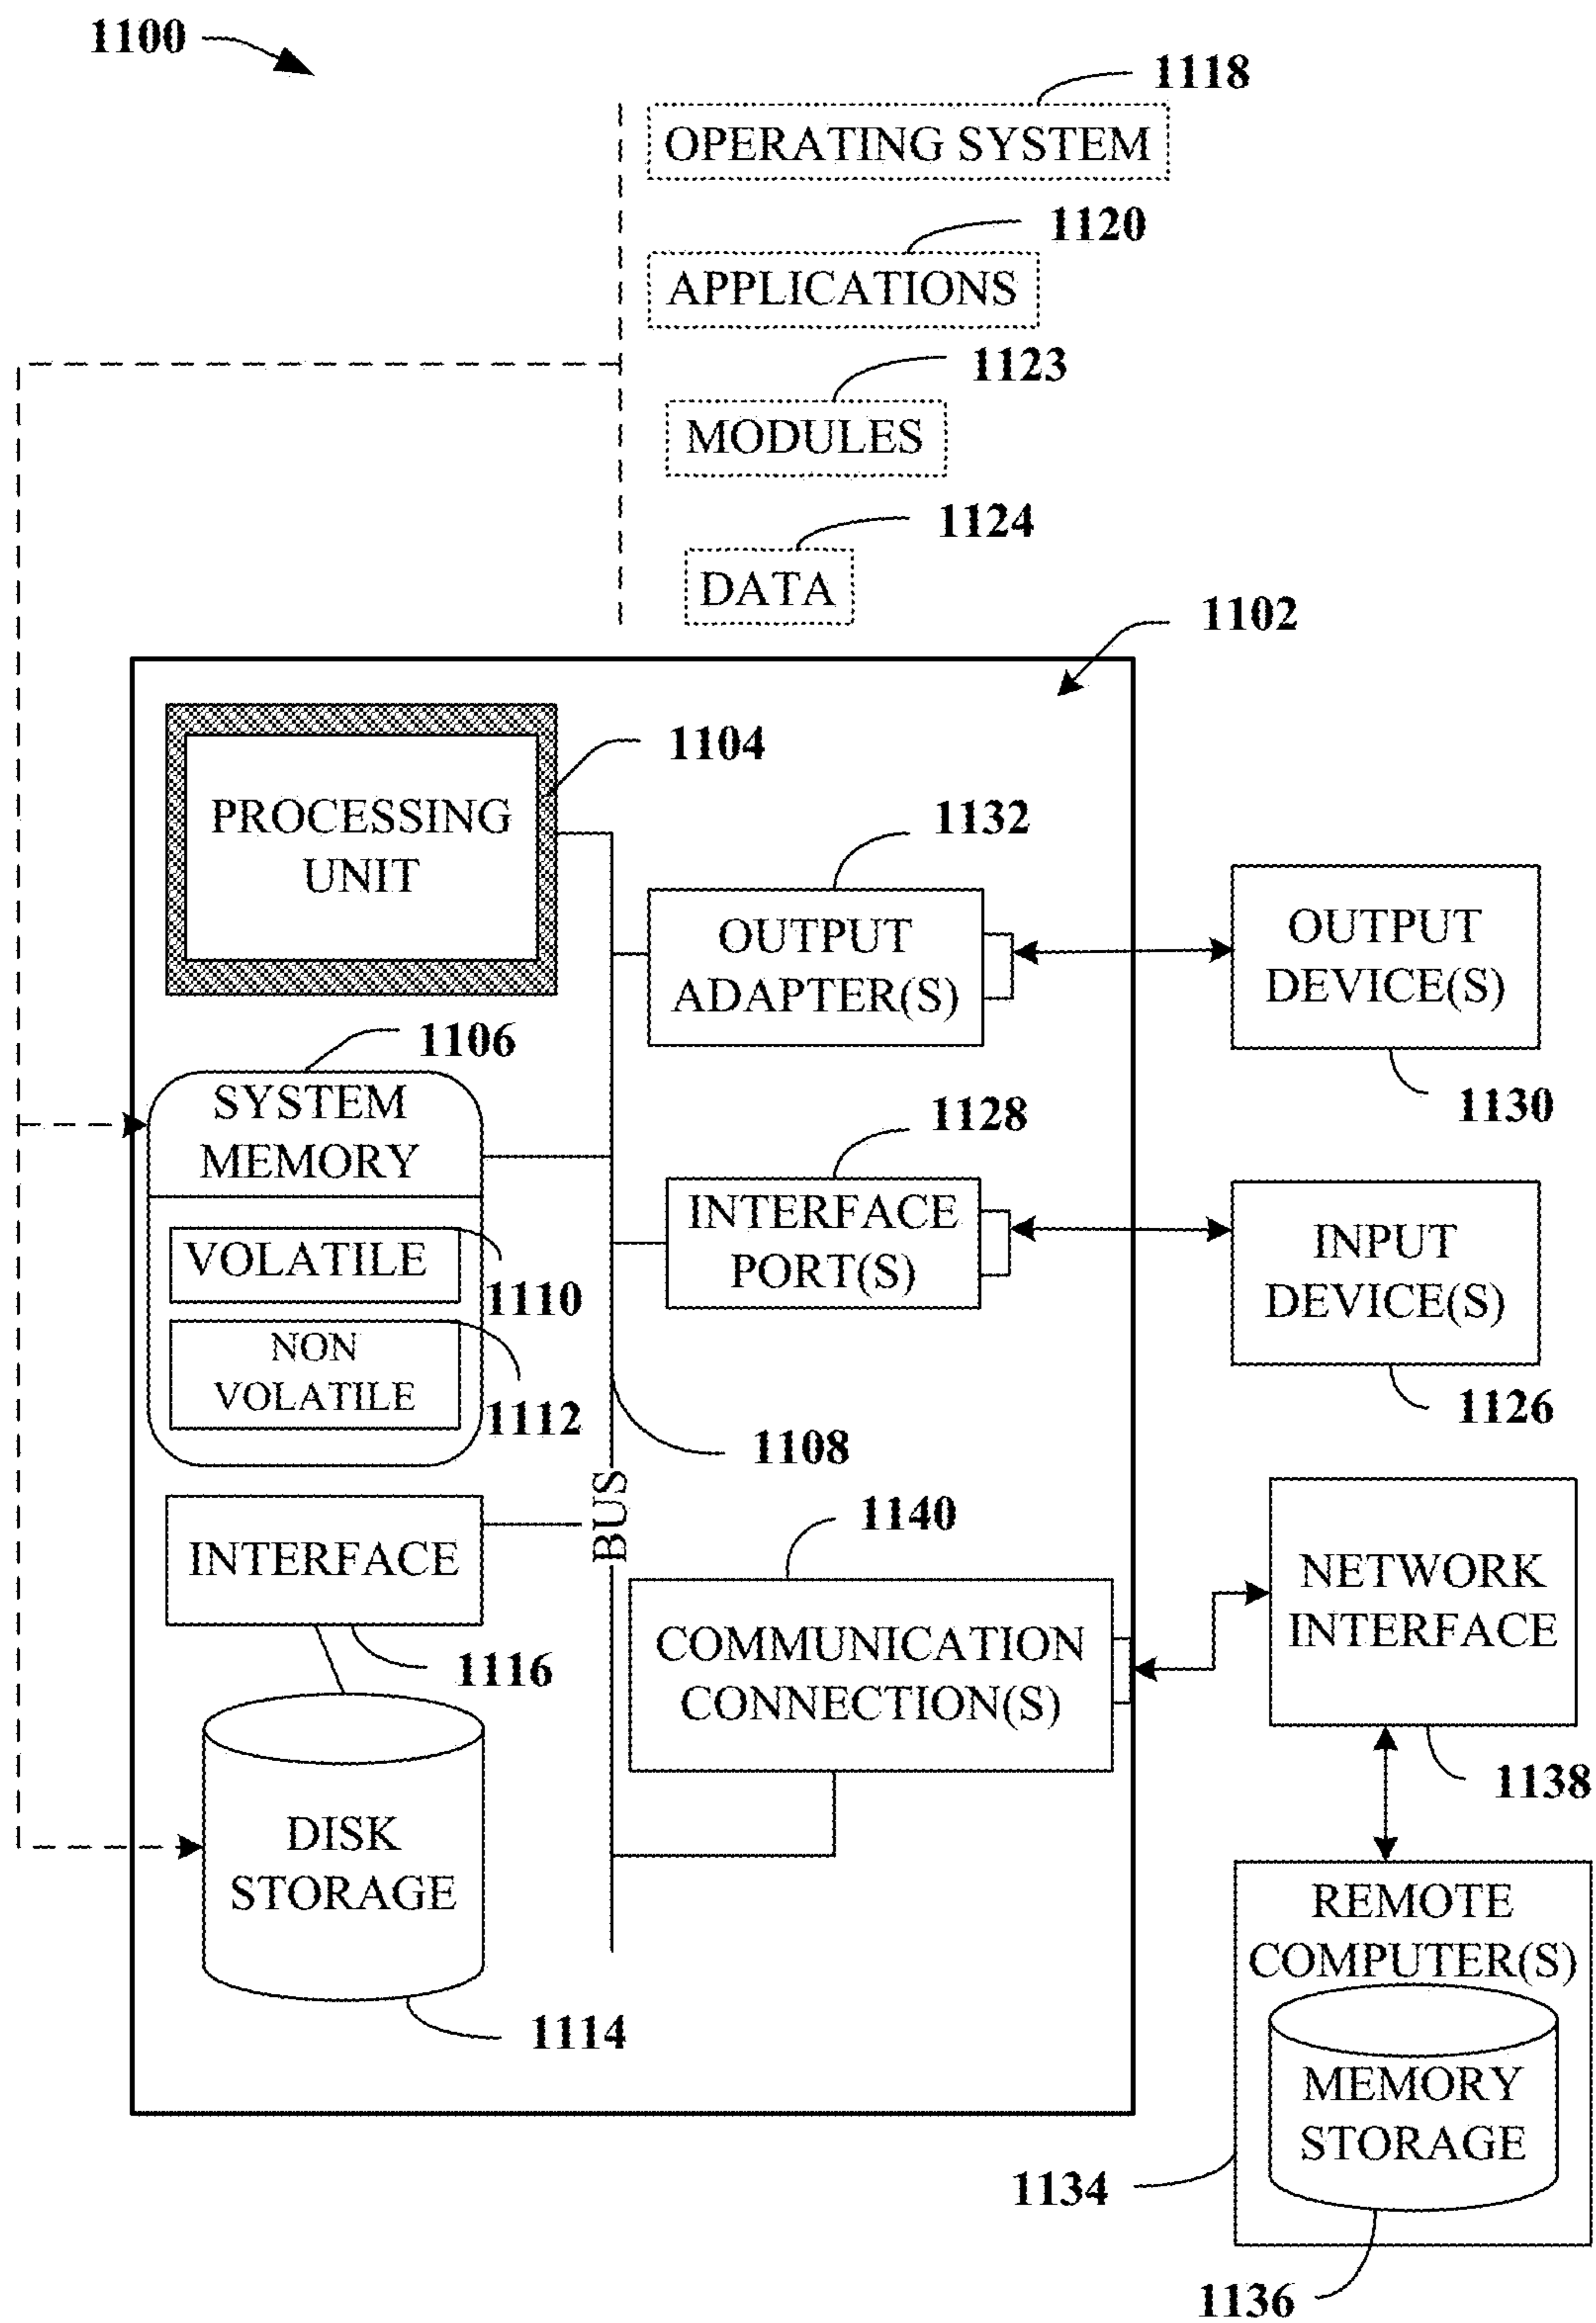 1100
1118
OPERATING SYSTEM
1120
APPLICATIONS
1123
MODULES
1124
DATA
1102
1104
PROCESSING
UNIT
1132
OUTPUT
ADAPTER(S)
OUTPUT
DEVICE(S)
1130
1106
SYSTEM
MEMORY
VOLATILE
1110
NON
VOLATILE
1112
1128
INTERFACE
PORT(S)
INPUT
DEVICE(S)
1126
1108
BUS
INTERFACE
1116
1140
COMMUNICATION
CONNECTION(S)
NETWORK
INTERFACE
1138
DISK
STORAGE
1114
REMOTE
COMPUTER(S)
MEMORY
STORAGE
1134
1136